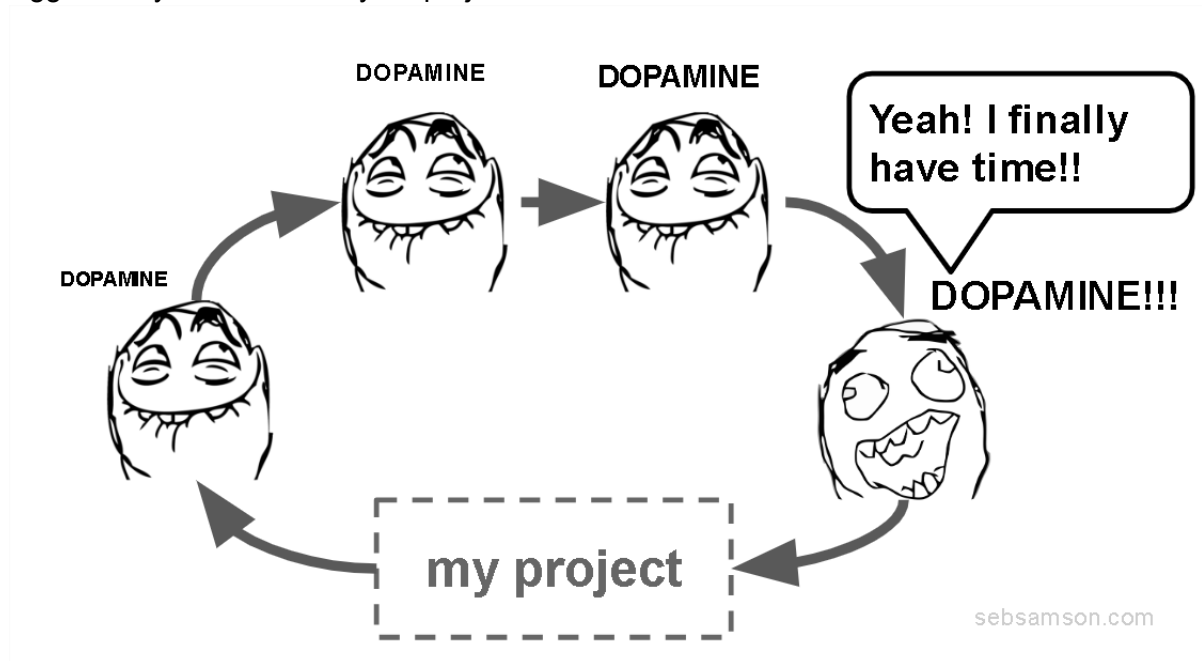 DOPAMINE
DOPAMINE
Yeah! I finally
have time!!
DOPAMINE
DOPAMINE!!!
my project
sebsamson.com